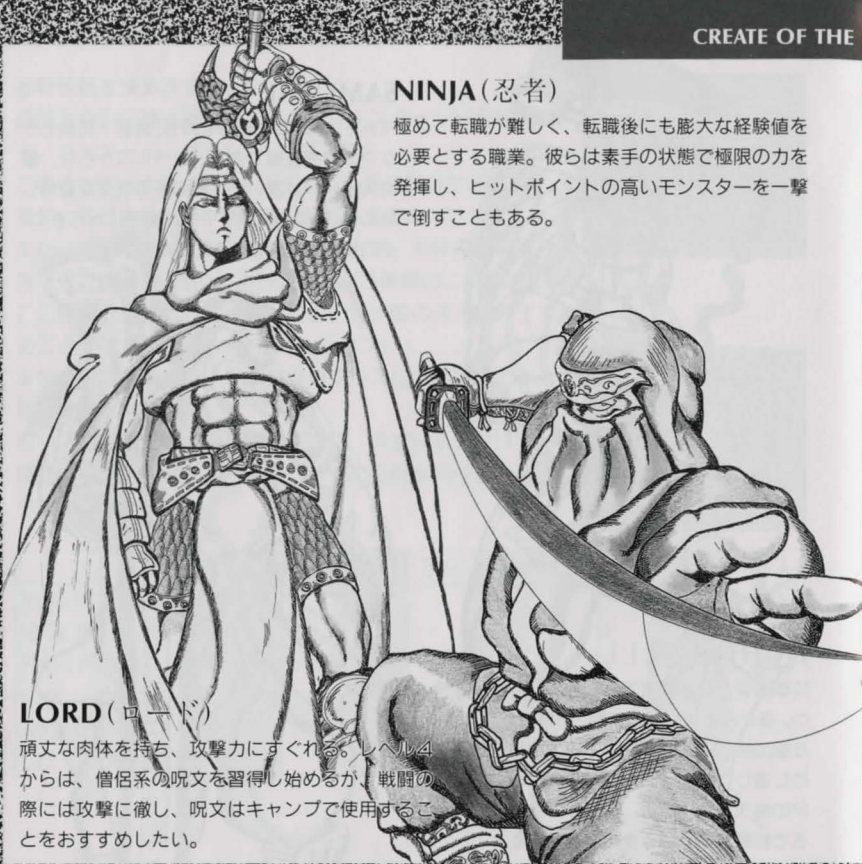 CREATE OF THE
NINJA(忍者)
極めて転職が難しく、転職後にも膨大な経験値を
必要とする職業。彼らは素手の状態で極限の力を
発揮し、ヒットポイントの高いモンスターを一撃
で倒すこともある。
LORD(ロード)
頑丈な肉体を持ち、攻撃力にすぐれる。レベル4
からは、僧侶系の呪文を習得し始めるが、戦闘の
際には攻撃に徹し、呪文はキャンプで使用するこ
とをおすすめしたい。